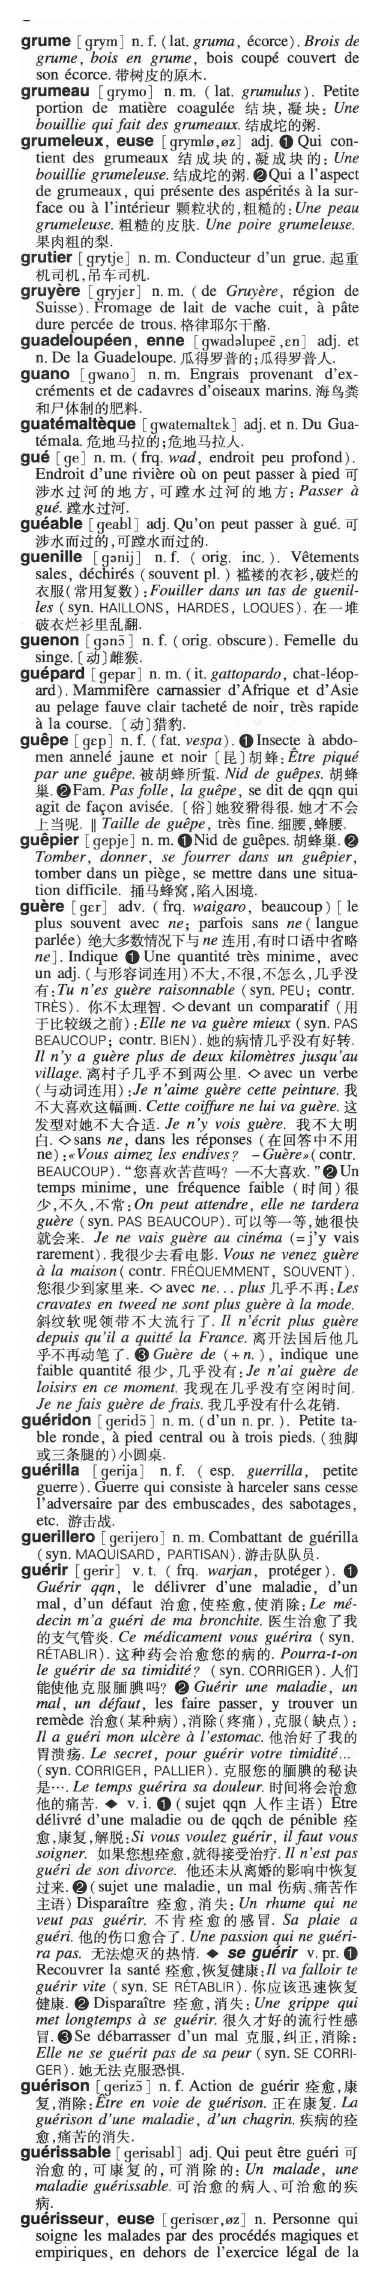 grume [grym] n. f. (lat. gruma, écorce). Brois de
grume, bois en grume, bois coupé couvert de
son écorce. 带树皮的原木.
grumeau [grymo] n. m. (lat. grumulus). Petite
portion de matière coagulée 结块,凝块: Une
bouillie qui fait des grumeaux. 结成坨的粥.
grumeleux, euse [grymlø,øz] adj. ❶ Qui con-
tient des grumeaux 结成块的,凝成块的: Une
bouillie grumeleuse. 结成坨的粥. ❷Qui a l'aspect
de grumeaux, qui présente des aspérités à la sur-
face ou à l'intérieur 颗粒状的,粗糙的: Une peau
grumeleuse. 粗糙的皮肤. Une poire grumeleuse.
果肉粗的梨.
grutier [grytje] n. m. Conducteur d'un grue. 起重
机司机,吊车司机.
gruyère [gryjɛr] n. m. (de Gruyère, région de
Suisse). Fromage de lait de vache cuit, à pâte
dure percée de trous. 格律耶尔干酪.
guadeloupéen, enne [gwadəlupeɛ̃,ɛn] adj. et
n. De la Guadeloupe. 瓜得罗普的;瓜得罗普人.
guano [gwano] n. m. Engrais provenant d'ex-
créments et de cadavres d'oiseaux marins. 海鸟粪
和尸体制的肥料.
guatémaltèque [gwatemaltɛk] adj. et n. Du Gua-
témala. 危地马拉的;危地马拉人.
gué [ge] n. m. (frq. wad, endroit peu profond).
Endroit d'une rivière où on peut passer à pied 可
涉水过河的地方,可蹚水过河的地方: Passer à
gué. 蹚水过河.
guéable [geabl] adj. Qu'on peut passer à gué. 可
涉水而过的,可蹚水而过的.
guenille [gənij] n. f. (orig. inc.). Vêtements
sales, déchirés (souvent pl.) 褴褛的衣衫,破烂的
衣服(常用复数):Fouiller dans un tas de guenil-
les (syn. HAILLONS, HARDES, LOQUES). 在一堆
破衣烂衫里乱翻.
guenon [gənɔ̃] n. f. (orig. obscure). Femelle du
singe. 〔动〕雌猴.
guépard [gepar] n. m. (it. gattopardo, chat-léop-
ard). Mammifère carnassier d'Afrique et d'Asie
au pelage fauve clair tacheté de noir, très rapide
à la course. 〔动〕猎豹.
guêpe [gɛp] n. f. (fat. vespa). ❶Insecte à abdo-
men annelé jaune et noir 〔昆〕胡蜂: Être piqué
par une guêpe. 被胡蜂所蜇. Nid de guêpes. 胡蜂
巢. ❷Fam. Pas folle, la guêpe, se dit de qqn qui
agit de façon avisée. 〔俗〕她狡猾得很. 她才不会
上当呢. ‖ Taille de guêpe, très fine. 细腰,蜂腰.
guêpier [gepje] n. m. ❶Nid de guêpes. 胡蜂巢. ❷
Tomber, donner, se fourrer dans un guêpier,
tomber dans un piège, se mettre dans une situa-
tion difficile. 捅马蜂窝,陷入困境.
guère [gɛr] adv. (frq. waigaro, beaucoup) [le
plus souvent avec ne; parfois sans ne (langue
parlée) 绝大多数情况下与 ne 连用,有时口语中省略
ne]. Indique ❶ Une quantité très minime, avec
un adj. (与形容词连用)不大,不很,不怎么,几乎没
有:Tu n'es guère raisonnable (syn. PEU; contr.
TRÈS). 你不太理智. ◇devant un comparatif (用
于比较级之前):Elle ne va guère mieux (syn. PAS
BEAUCOUP; contr. BIEN). 她的病情几乎没有好转.
Il n'y a guère plus de deux kilomètres jusqu'au
village. 离村子几乎不到两公里. ◇avec un verbe
(与动词连用):Je n'aime guère cette peinture. 我
不大喜欢这幅画. Cette coiffure ne lui va guère. 这
发型对她不大合适. Je n'y vois guère. 我不大明
白. ◇sans ne, dans les réponses (在回答中不用
ne):«Vous aimez les endives? – Guère»(contr.
BEAUCOUP). “您喜欢苦苣吗? —不大喜欢.”❷Un
temps minime, une fréquence faible (时间)很
少,不久,不常:On peut attendre, elle ne tardera
guère (syn. PAS BEAUCOUP). 可以等一等,她很快
就会来. Je ne vais guère au cinéma (=j'y vais
rarement). 我很少去看电影. Vous ne venez guère
à la maison(contr. FRÉQUEMMENT, SOUVENT).
您很少到家里来. ◇avec ne... plus 几乎不再:Les
cravates en tweed ne sont plus guère à la mode.
斜纹软呢领带不大流行了. Il n'écrit plus guère
depuis qu'il a quitté la France. 离开法国后他几
乎不再动笔了. ❸ Guère de (+n.), indique une
faible quantité 很少,几乎没有:Je n'ai guère de
loisirs en ce moment. 我现在几乎没有空闲时间.
Je ne fais guère de frais. 我几乎没有什么花销.
guéridon [geridɔ̃] n. m. (d'un n. pr.). Petite ta-
ble ronde, à pied central ou à trois pieds. (独脚
或三条腿的)小圆桌.
guérilla [gerija] n. f. (esp. guerrilla, petite
guerre). Guerre qui consiste à harceler sans cesse
l'adversaire par des embuscades, des sabotages,
etc. 游击战.
guerillero [gerijero] n. m. Combattant de guérilla
(syn. MAQUISARD, PARTISAN). 游击队队员.
guérir [gerir] v. t. (frq. warjan, protéger). ❶
Guérir qqn, le délivrer d'une maladie, d'un
mal, d'un défaut 治愈,使痊愈,使消除: Le mé-
decin m'a guéri de ma bronchite. 医生治愈了我
的支气管炎. Ce médicament vous guérira (syn.
RÉTABLIR). 这种药会治愈您的病的. Pourra-t-on
le guérir de sa timidité? (syn. CORRIGER). 人们
能使他克服腼腆吗? ❷ Guérir une maladie, un
mal, un défaut, les faire passer, y trouver un
remède 治愈(某种病),消除(疼痛),克服(缺点):
Il a guéri mon ulcère à l'estomac. 他治好了我的
胃溃疡. Le secret, pour guérir votre timidité...
(syn. CORRIGER, PALLIER). 克服您的腼腆的秘诀
是…. Le temps guérira sa douleur. 时间将会治愈
他的痛苦. ◆ v. i. ❶ (sujet qqn 人作主语) Être
délivré d'une maladie ou de qqch de pénible 痊
愈,康复,解脱:Si vous voulez guérir, il faut vous
soigner. 如果您想痊愈,就得接受治疗. Il n'est pas
guéri de son divorce. 他还未从离婚的影响中恢复
过来. ❷(sujet une maladie, un mal 伤病、痛苦作
主语) Disparaître 痊愈,消失: Un rhume qui ne
veut pas guérir. 不肯痊愈的感冒. Sa plaie a
guéri. 他的伤口愈合了. Une passion qui ne guéri-
ra pas. 无法熄灭的热情. ◆ se guérir v. pr. ❶
Recouvrer la santé 痊愈,恢复健康:Il va falloir te
guérir vite (syn. SE RÉTABLIR). 你应该迅速恢复
健康. ❷ Disparaître 痊愈,消失: Une grippe qui
met longtemps à se guérir. 很久才好的流行性感
冒. ❸Se débarrasser d'un mal 克服,纠正,消除:
Elle ne se guérit pas de sa peur (syn. SE CORRI-
GER). 她无法克服恐惧.
guérison [gerizɔ̃] n. f. Action de guérir 痊愈,康
复,消除: Être en voie de guérison. 正在康复. La
guérison d'une maladie, d'un chagrin. 疾病的痊
愈,痛苦的消失.
guérissable [gerisabl] adj. Qui peut être guéri 可
治愈的,可康复的,可消除的: Un malade, une
maladie guérissable. 可治愈的病人、可治愈的疾
病.
guérisseur, euse [gerisœr,øz] n. Personne qui
soigne les malades par des procédés magiques et
empiriques, en dehors de l'exercice légal de la